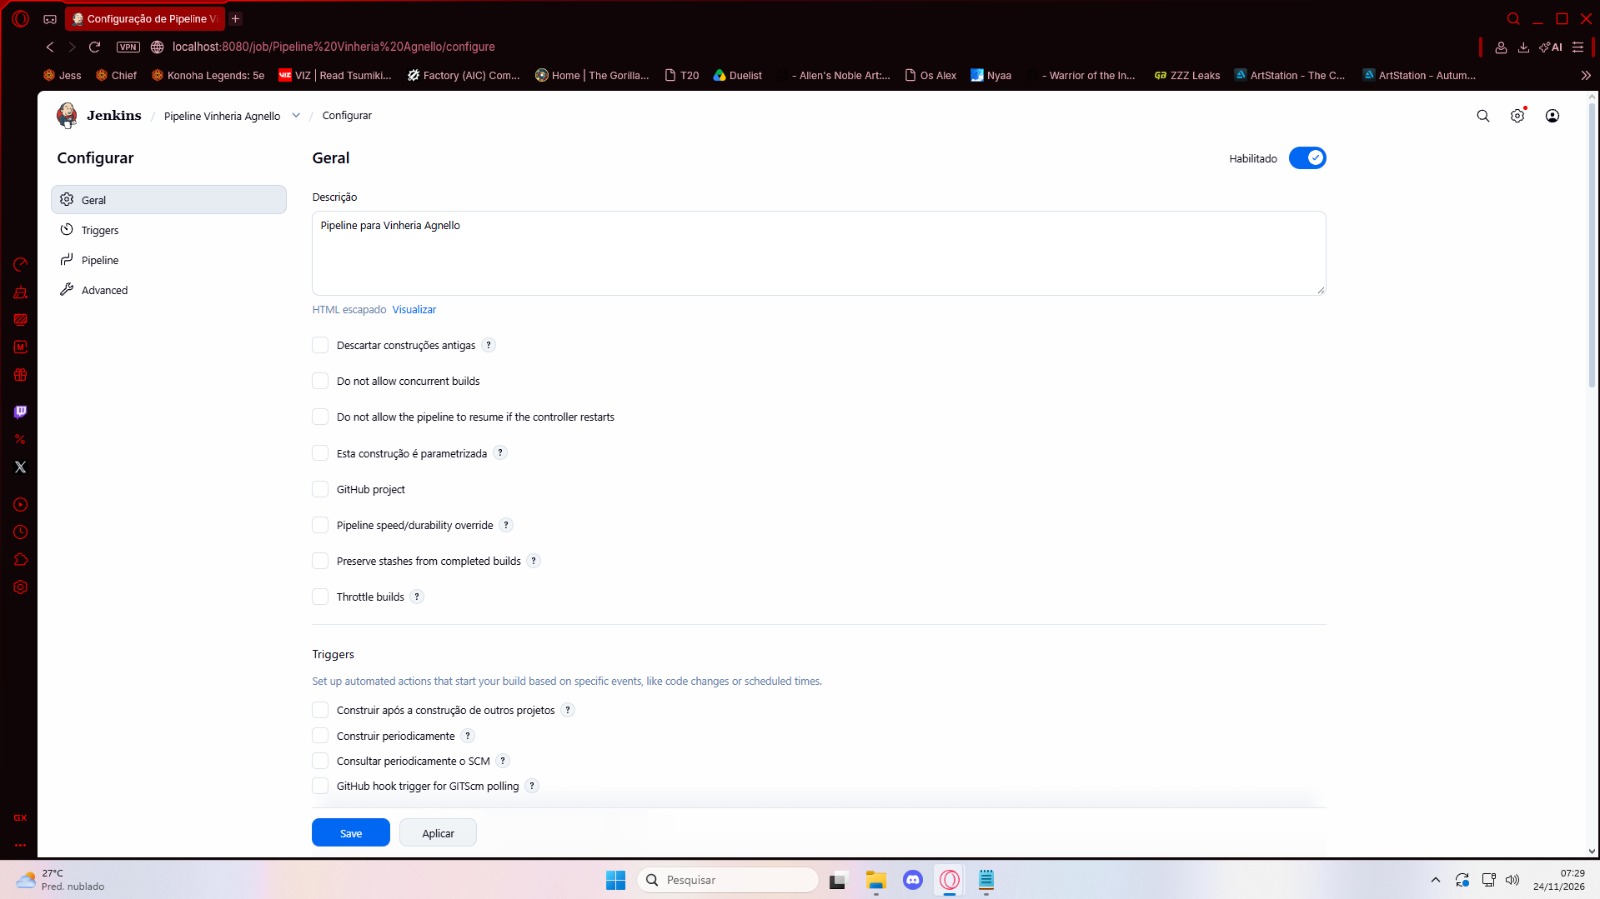 Configuração de Pipeline Vi
VPN
localhost:8080/job/Pipeline%20Vinheria%20Agnello/configure
AI
Jess
Chief
Konoha Legends: 5e
VIZ | Read Tsumiki...
Factory (AIC) Com...
Home | The Gorilla...
T20
Duelist
- Allen's Noble Art:...
Os Alex
Nyaa
- Warrior of the In...
ZZZ Leaks
ArtStation - The C...
ArtStation - Autum...
Jenkins / Pipeline Vinheria Agnello / Configurar
Configurar
Geral
Triggers
Pipeline
Advanced
Geral
Habilitado
Descrição
Pipeline para Vinheria Agnello
HTML escapado Visualizar
Descartar construções antigas ?
Do not allow concurrent builds
Do not allow the pipeline to resume if the controller restarts
Esta construção é parametrizada ?
GitHub project
Pipeline speed/durability override ?
Preserve stashes from completed builds ?
Throttle builds ?
Triggers
Set up automated actions that start your build based on specific events, like code changes or scheduled times.
Construir após a construção de outros projetos ?
Construir periodicamente ?
Consultar periodicamente o SCM ?
GitHub hook trigger for GITScm polling ?
Save
Aplicar
GX
27°C
Pred. nublado
Pesquisar
07:29
24/11/2026